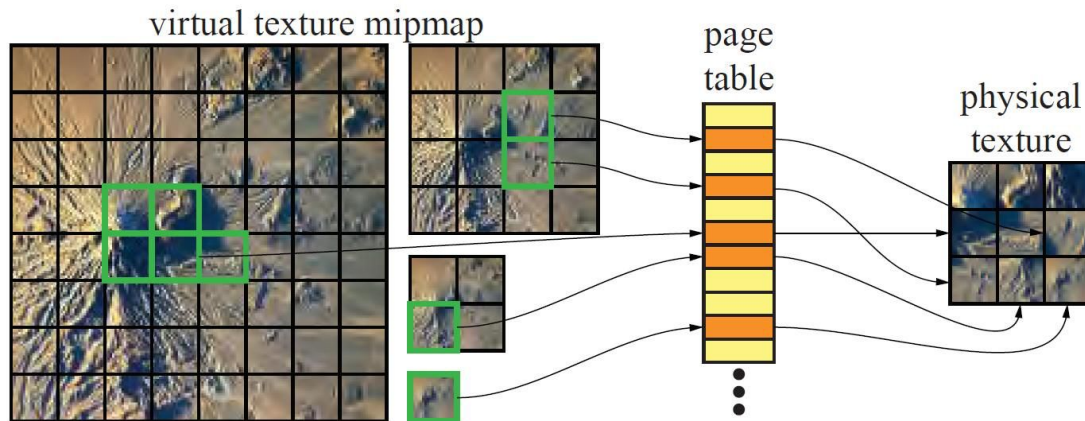 virtual texture mipmap
page
table
physical
texture